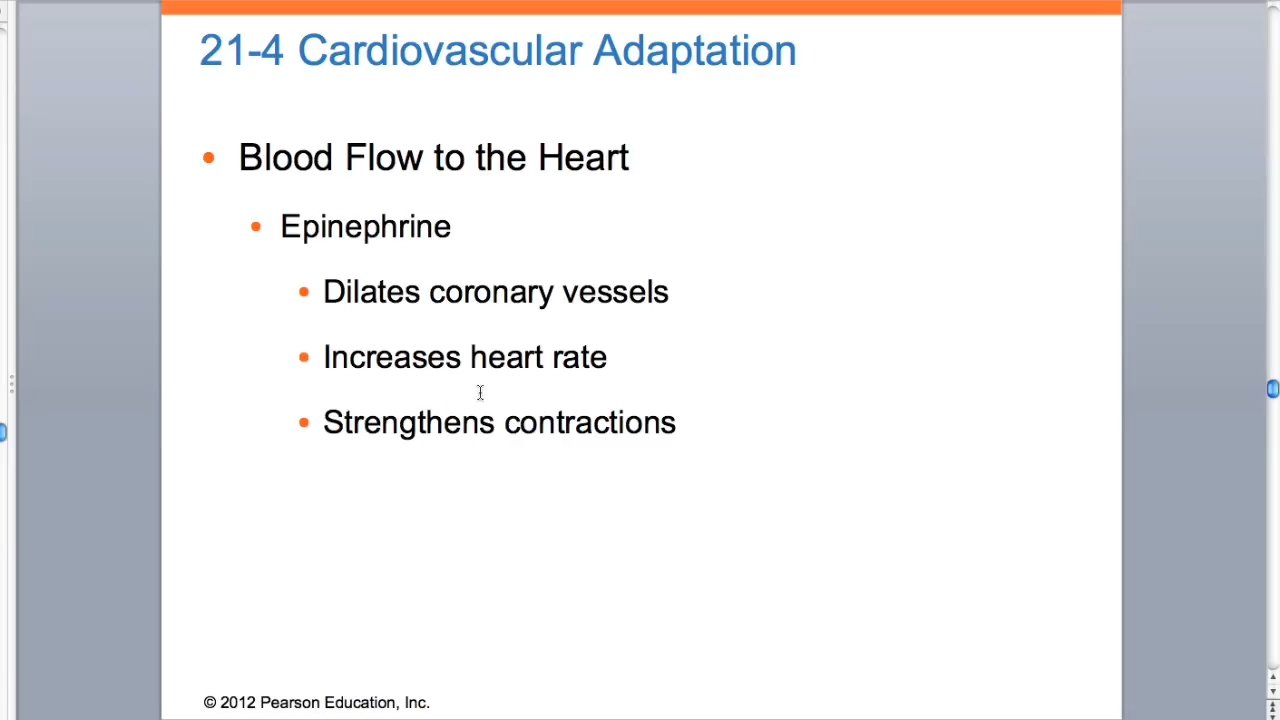 21-4 Cardiovascular Adaptation
Blood Flow to the Heart
Epinephrine
Dilates coronary vessels
Increases heart rate
Strengthens contractions
© 2012 Pearson Education, Inc.